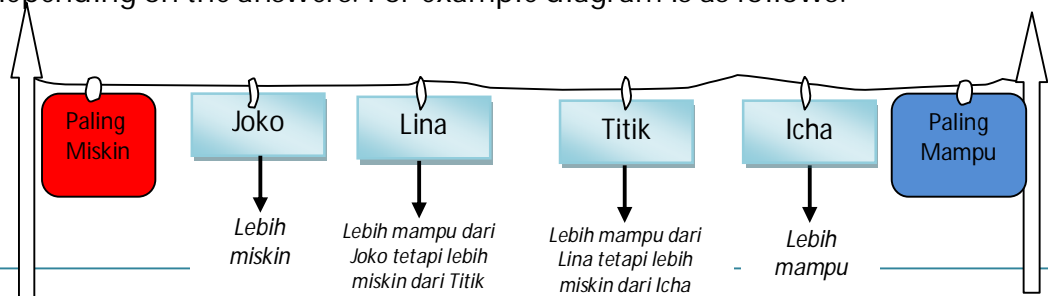 depending on the answers. For example diagram is as follows:
Paling
Miskin
Joko
Lina
Titik
Icha
Paling
Mampu
Lebih
miskin
Lebih mampu dari
Joko tetapi lebih
miskin dari Titik
Lebih mampu dari
Lina tetapi lebih
miskin dari Icha
Lebih
mampu